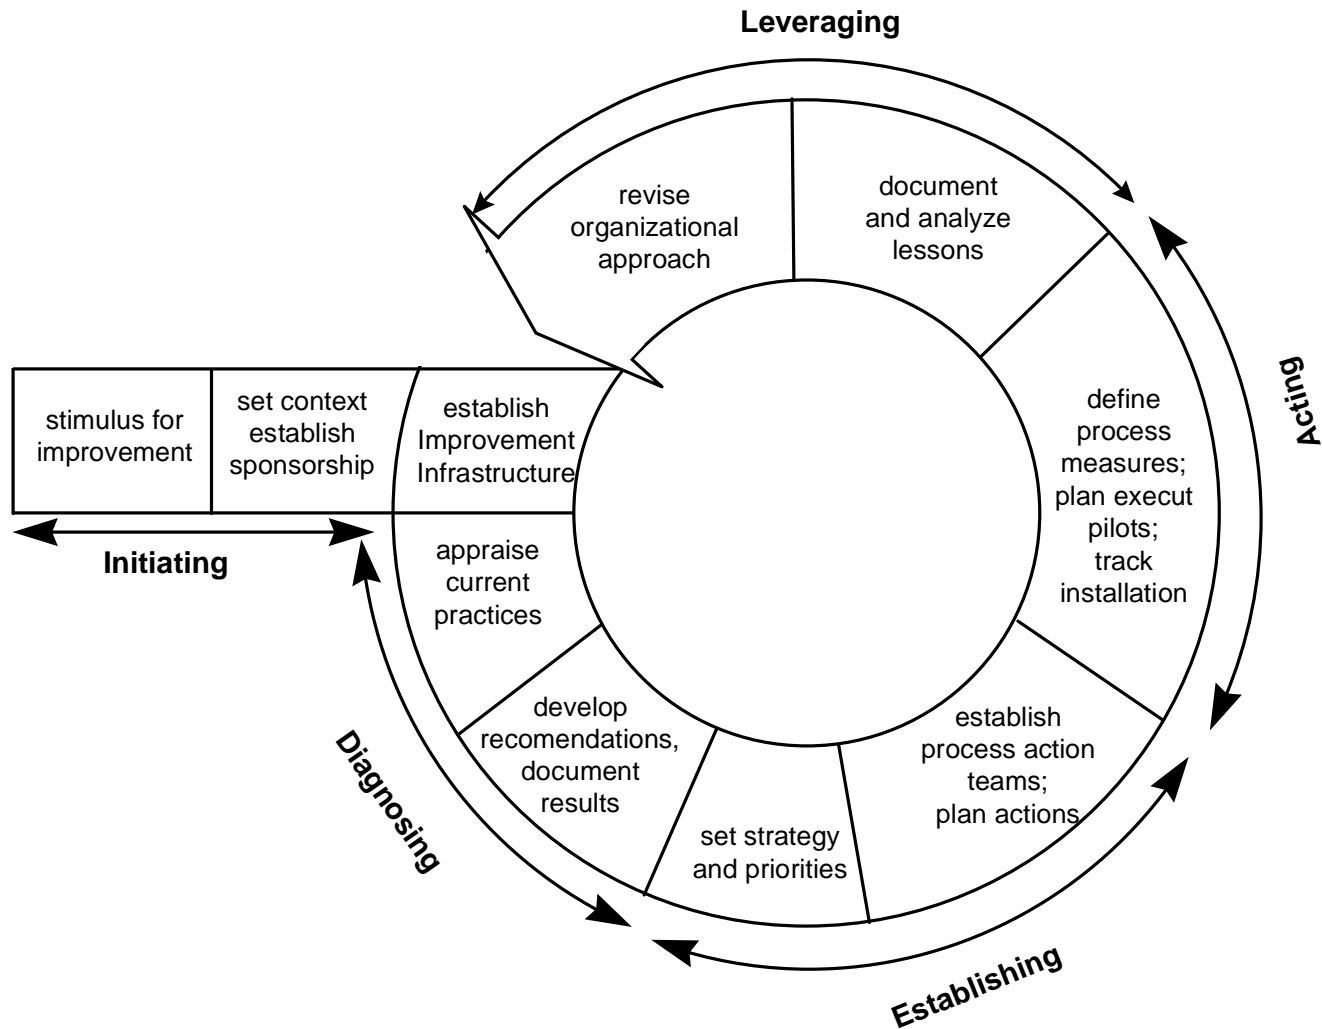 Leveraging
revise
organizational
approach
document
and analyze
lessons
Acting
define
process
measures;
plan execut
pilots;
track
installation
stimulus for
improvement
set context
establish
sponsorship
establish
Improvement
Infrastructure
Initiating
appraise
current
practices
Diagnosing
develop
recomendations,
document
results
set strategy
and priorities
establish
process action
teams;
plan actions
Establishing